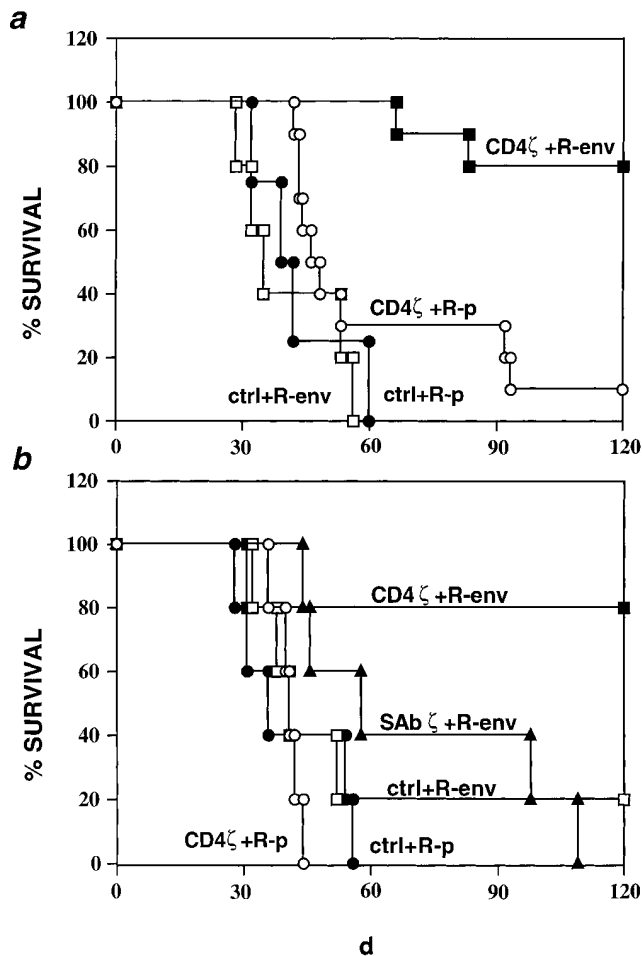 a
120
100
80
60
40
20
0
% SURVIVAL
CD4ζ +R-env
CD4ζ +R-p
ctrl+R-env
ctrl+R-p
0
30
60
90
120
b
120
100
80
60
40
20
0
% SURVIVAL
CD4 ζ +R-env
SAb ζ +R-env
ctrl+R-env
CD4ζ +R-p
ctrl+R-p
0
30
60
90
120
d